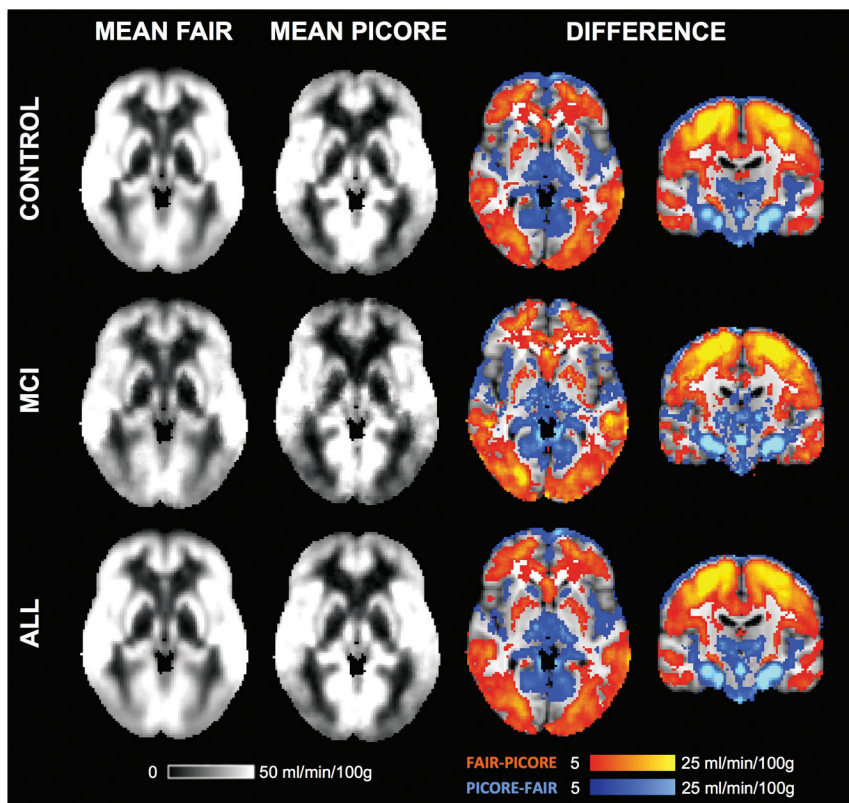 MEAN FAIR MEAN PICORE DIFFERENCE
CONTROL
MCI
ALL
0 50 ml/min/100g
FAIR-PICORE 5 25 ml/min/100g
PICORE-FAIR 5 25 ml/min/100g